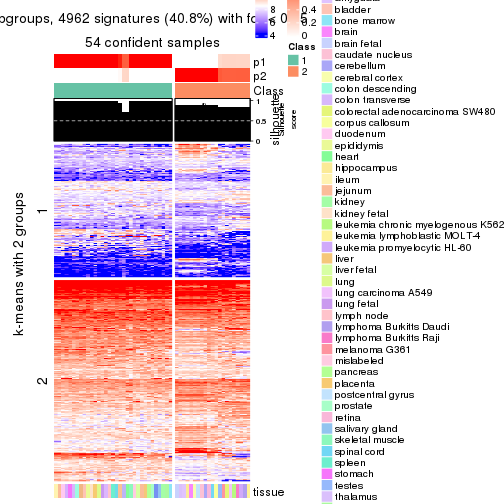 ogroups, 4962 signatures (40.8%) with fd
54 confident samples
p1
p2
Class
1
0.5
0
silhouette
score
k-means with 2 groups
1
2
tissue
8
6
4
0.4
0.2
0
Class
1
2
bladder
bone marrow
brain
brain fetal
caudate nucleus
cerebellum
cerebral cortex
colon descending
colon transverse
colorectal adenocarcinoma SW480
corpus callosum
duodenum
epididymis
heart
hippocampus
ileum
jejunum
kidney
kidney fetal
leukemia chronic myelogenous K562
leukemia lymphoblastic MOLT-4
leukemia promyelocytic HL-60
liver
liver fetal
lung
lung carcinoma A549
lung fetal
lymph node
lymphoma Burkitts Daudi
lymphoma Burkitts Raji
melanoma G361
mislabeled
pancreas
placenta
postcentral gyrus
prostate
retina
salivary gland
skeletal muscle
spinal cord
spleen
stomach
testes
thalamus